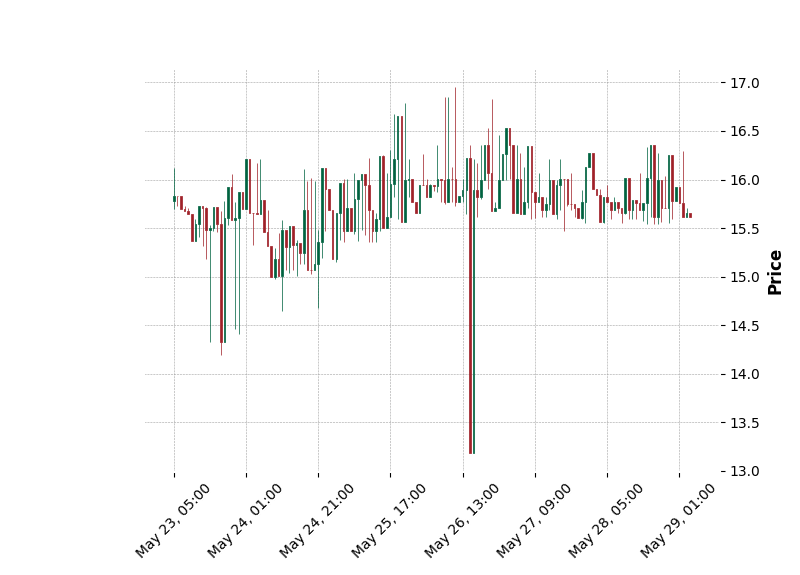 17.0
16.5
16.0
15.5
15.0
14.5
14.0
13.5
13.0
Price
May 23, 05:00
May 24, 01:00
May 24, 21:00
May 25, 17:00
May 26, 13:00
May 27, 09:00
May 28, 05:00
May 29, 01:00